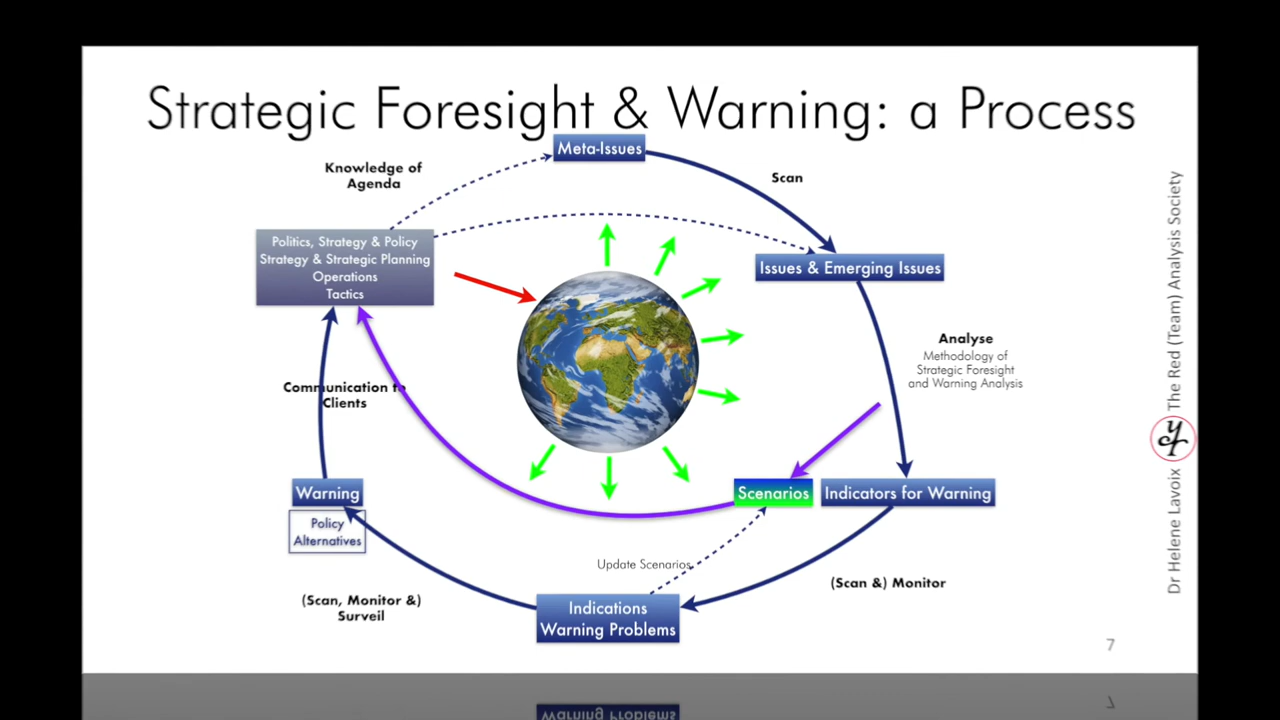 Strategic Foresight & Warning: a Process
Meta-Issues
Knowledge of
Agenda
Scan
Politics, Strategy & Policy
Strategy & Strategic Planning
Operations
Tactics
Issues & Emerging Issues
Analyse
Methodology of
Strategic Foresight
and Warning Analysis
Communication to
Clients
Warning
Policy
Alternatives
Scenarios
Indicators for Warning
Update Scenarios
(Scan &) Monitor
(Scan, Monitor &)
Surveil
Indications
Warning Problems
7
Dr Helene Lavoix
The Red (Team) Analysis Society